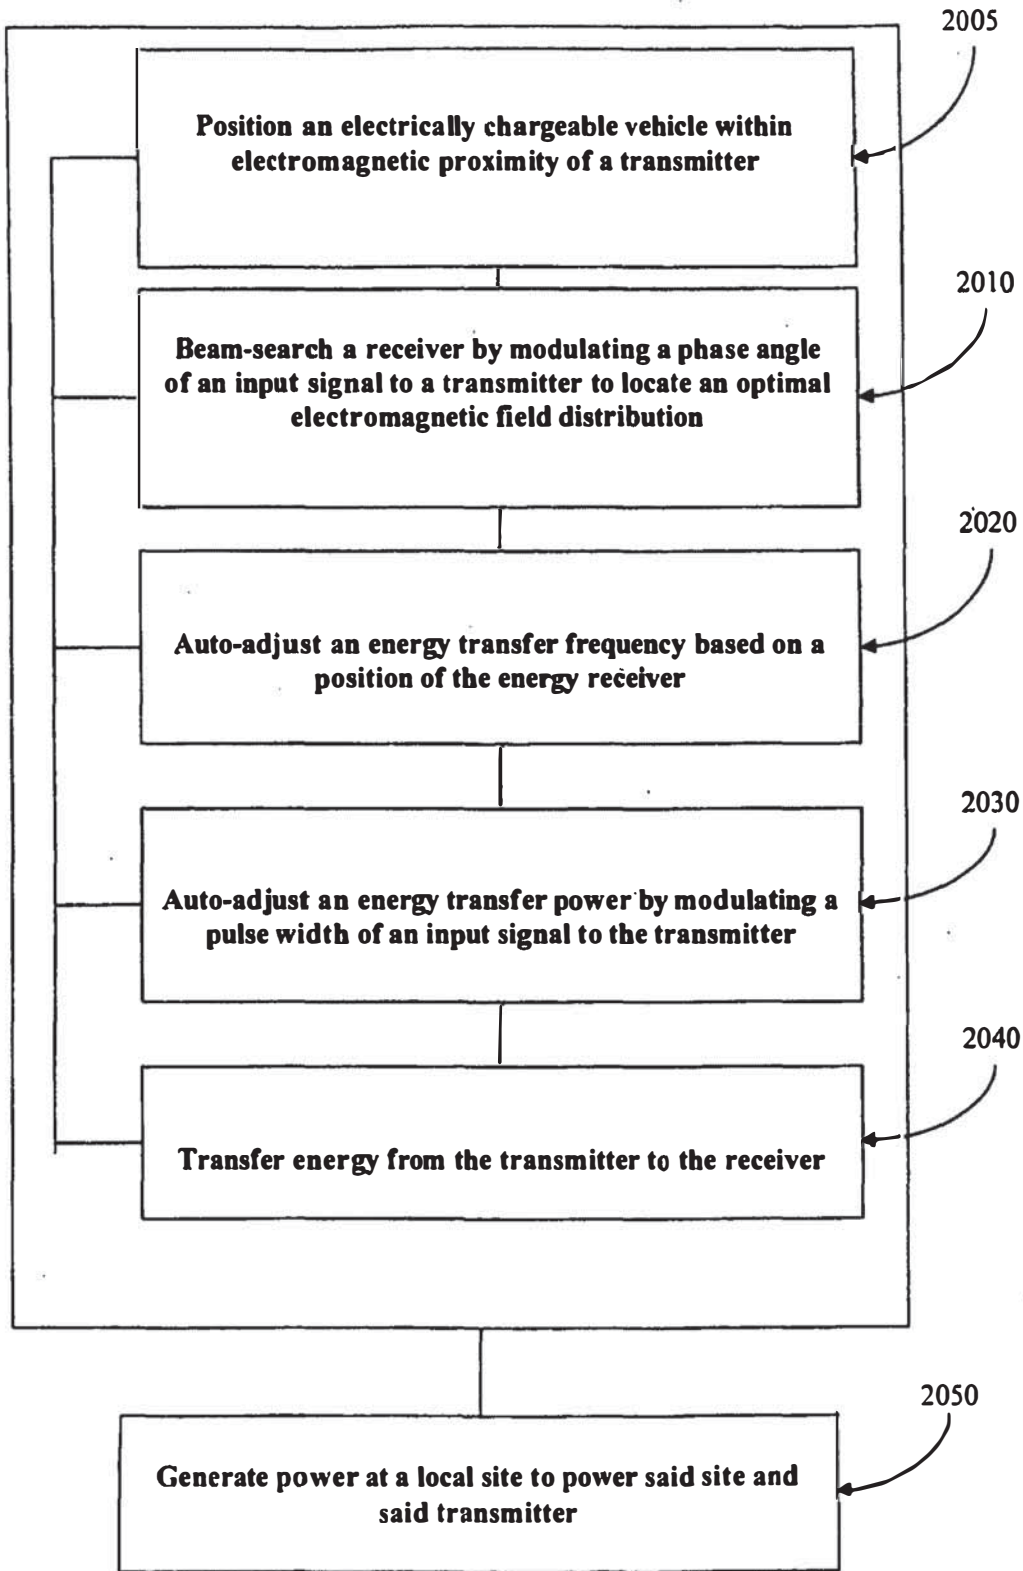 2005
Position an electrically chargeable vehicle within
electromagnetic proximity of a transmitter
2010
Beam-search a receiver by modulating a phase angle
of an input signal to a transmitter to locate an optimal
electromagnetic field distribution
2020
Auto-adjust an energy transfer frequency based on a
position of the energy receiver
2030
Auto-adjust an energy transfer power by modulating a
pulse width of an input signal to the transmitter
2040
Transfer energy from the transmitter to the receiver
2050
Generate power at a local site to power said site and
said transmitter